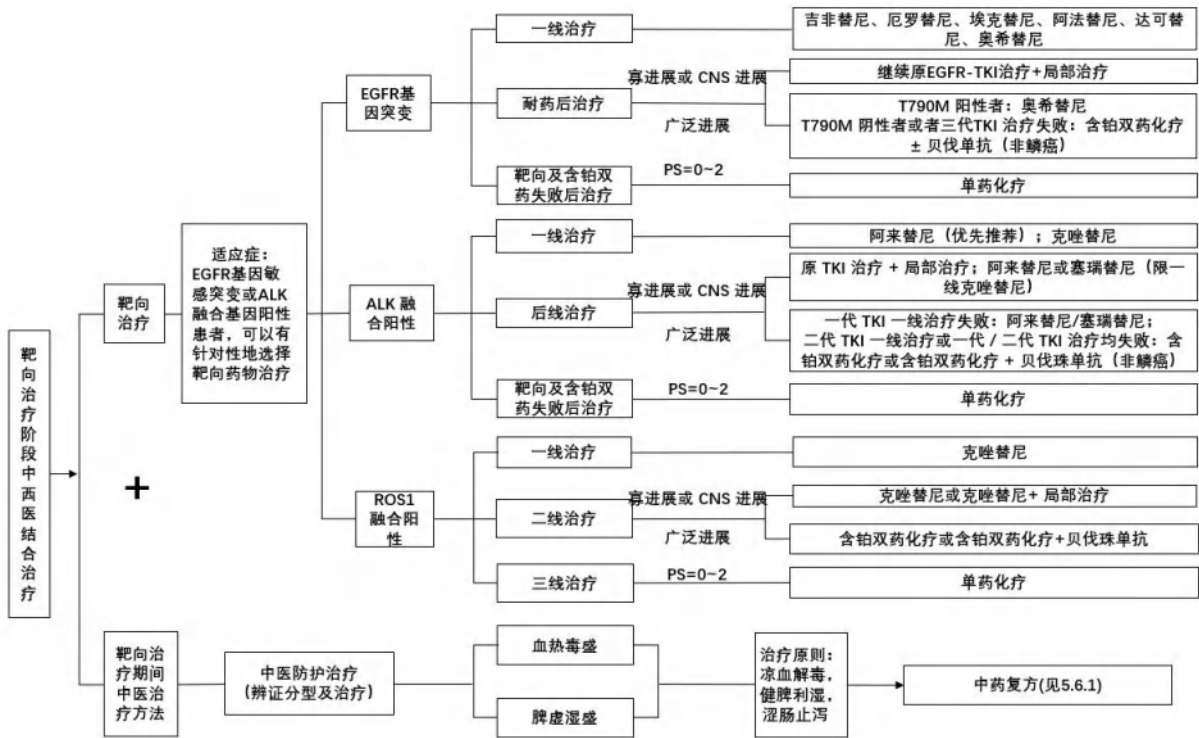 靶向治疗阶段中西医结合治疗
靶向
治疗
适应症：
EGFR基因敏
感突变或ALK
融合基因阳性
患者，可以有
针对性地选择
靶向药物治疗
EGFR基
因突变
一线治疗
吉非替尼、厄罗替尼、埃克替尼、阿法替尼、达可替
尼、奥希替尼
耐药后治疗
寡进展或 CNS 进展
继续原EGFR-TKI治疗+局部治疗
广泛进展
T790M 阳性者：奥希替尼
T790M 阴性者或者三代TKI 治疗失败：含铂双药化疗
± 贝伐单抗（非鳞癌）
靶向及含铂双
药失败后治疗
PS=0~2
单药化疗
ALK 融
合阳性
一线治疗
阿来替尼（优先推荐）；克唑替尼
后线治疗
寡进展或 CNS 进展
原 TKI 治疗 + 局部治疗；阿来替尼或塞瑞替尼（限一
线克唑替尼）
广泛进展
一代 TKI 一线治疗失败：阿来替尼/塞瑞替尼；
二代 TKI 一线治疗或一代 / 二代 TKI 治疗均失败：含
铂双药化疗或含铂双药化疗 + 贝伐珠单抗（非鳞癌）
靶向及含铂双
药失败后治疗
PS=0~2
单药化疗
ROS1
融合阳
性
一线治疗
克唑替尼
二线治疗
寡进展或 CNS 进展
克唑替尼或克唑替尼+ 局部治疗
广泛进展
含铂双药化疗或含铂双药化疗+贝伐珠单抗
三线治疗
PS=0~2
单药化疗
+
靶向治
疗期间
中医治
疗方法
中医防护治疗
(辨证分型及治疗)
血热毒盛
脾虚湿盛
治疗原则：
凉血解毒，
健脾利湿，
涩肠止泻
中药复方(见5.6.1)